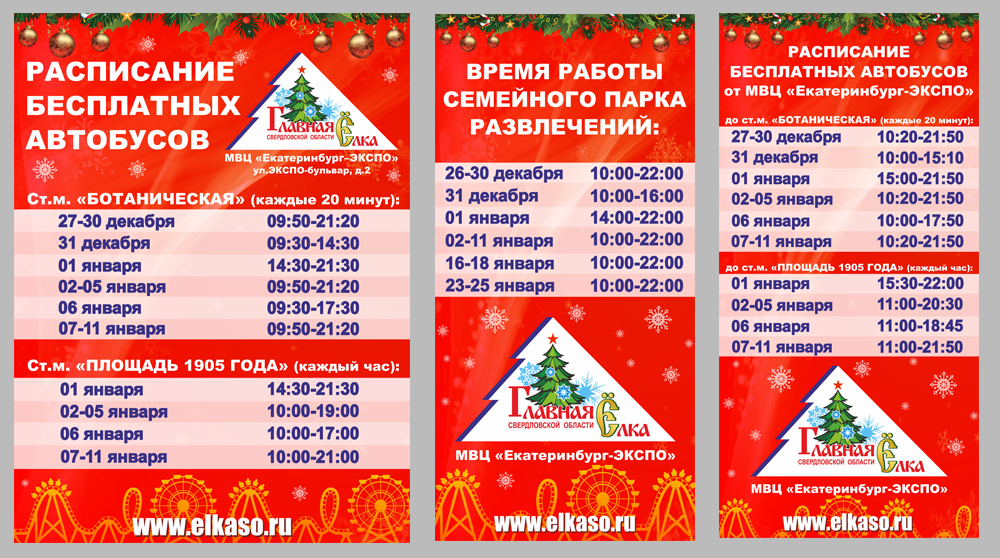 РАСПИСАНИЕ
БЕСПЛАТНЫХ
АВТОБУСОВ
Главная
Ёлка
СВЕРДЛОВСКОЙ ОБЛАСТИ
МВЦ «Екатеринбург-ЭКСПО»
ул.ЭКСПО-бульвар, д.2
Ст.м. «БОТАНИЧЕСКАЯ» (каждые 20 минут):
27-30 декабря 09:50-21:20
31 декабря 09:30-14:30
01 января 14:30-21:30
02-05 января 09:50-21:20
06 января 09:30-17:30
07-11 января 09:50-21:20
Ст.м. «ПЛОЩАДЬ 1905 ГОДА» (каждый час):
01 января 14:30-21:30
02-05 января 10:00-19:00
06 января 10:00-17:00
07-11 января 10:00-21:00
www.elkaso.ru
ВРЕМЯ РАБОТЫ
СЕМЕЙНОГО ПАРКА
РАЗВЛЕЧЕНИЙ:
26-30 декабря 10:00-22:00
31 декабря 10:00-16:00
01 января 14:00-22:00
02-11 января 10:00-22:00
16-18 января 10:00-22:00
23-25 января 10:00-22:00
Главная
Ёлка
СВЕРДЛОВСКОЙ ОБЛАСТИ
МВЦ «Екатеринбург-ЭКСПО»
www.elkaso.ru
РАСПИСАНИЕ
БЕСПЛАТНЫХ АВТОБУСОВ
от МВЦ «Екатеринбург-ЭКСПО»
до ст.м. «БОТАНИЧЕСКАЯ» (каждые 20 минут):
27-30 декабря 10:20-21:50
31 декабря 10:00-15:10
01 января 15:00-21:50
02-05 января 10:20-21:50
06 января 10:00-17:50
07-11 января 10:20-21:50
до ст.м. «ПЛОЩАДЬ 1905 ГОДА» (каждый час):
01 января 15:30-22:00
02-05 января 11:00-20:30
06 января 11:00-18:45
07-11 января 11:00-21:50
Главная
Ёлка
СВЕРДЛОВСКОЙ ОБЛАСТИ
МВЦ «Екатеринбург-ЭКСПО»
www.elkaso.ru